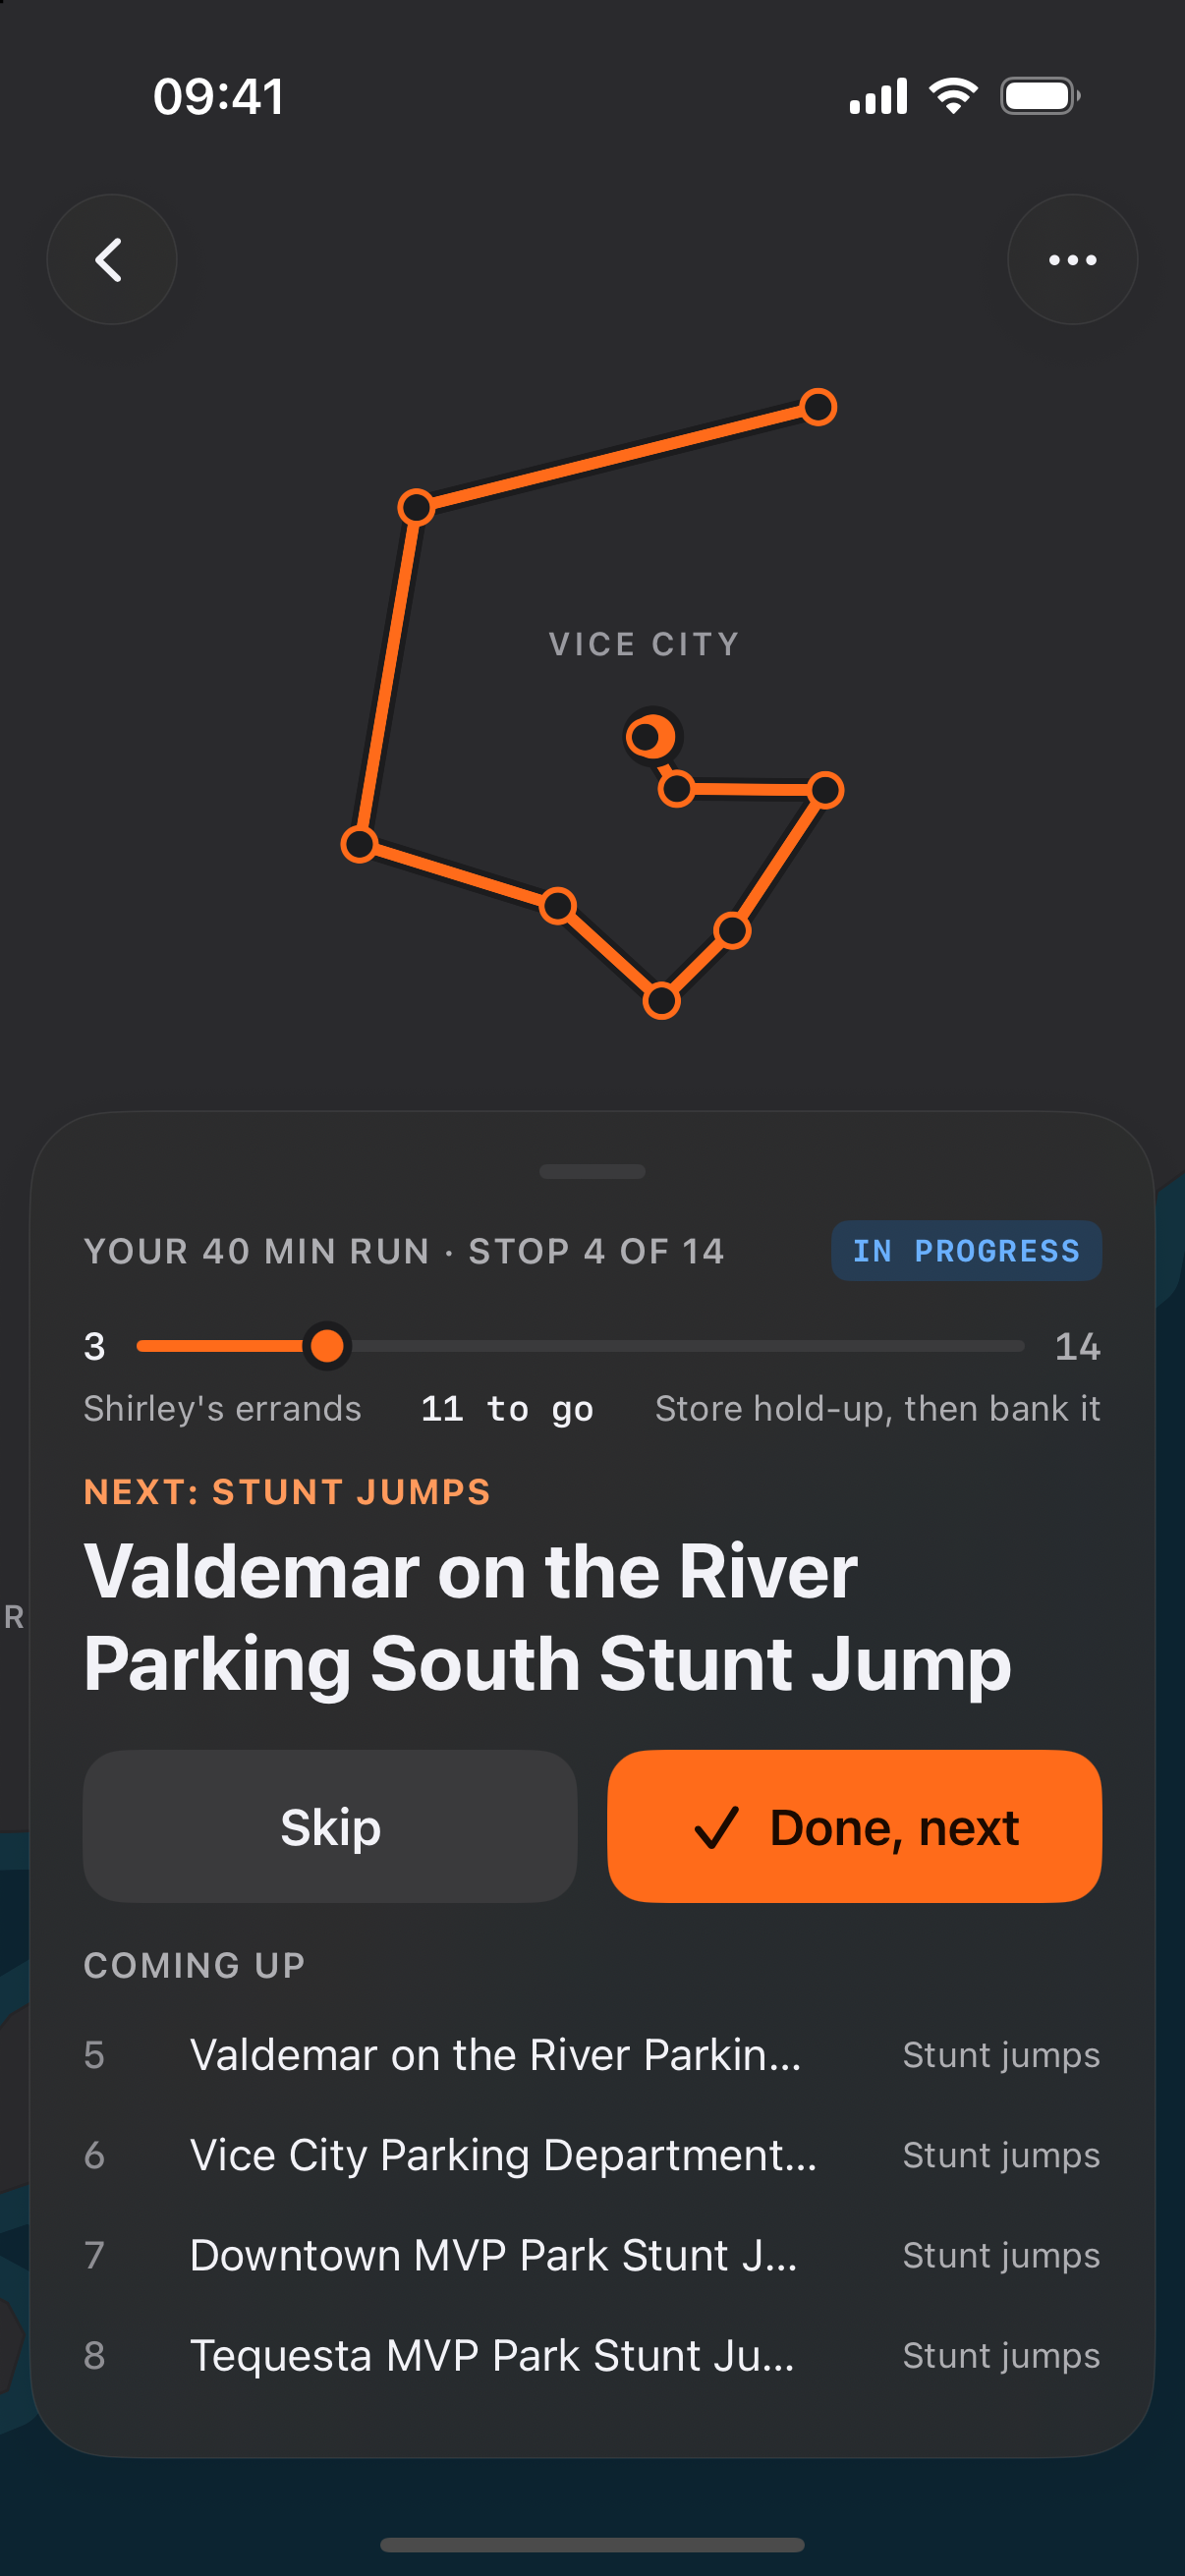 09:41
VICE CITY
YOUR 40 MIN RUN · STOP 4 OF 14
IN PROGRESS
3
14
Shirley's errands
11 to go
Store hold-up, then bank it
NEXT: STUNT JUMPS
Valdemar on the River
Parking South Stunt Jump
R
Skip
Done, next
COMING UP
5 Valdemar on the River Parkin... Stunt jumps
6 Vice City Parking Department... Stunt jumps
7 Downtown MVP Park Stunt J... Stunt jumps
8 Tequesta MVP Park Stunt Ju... Stunt jumps